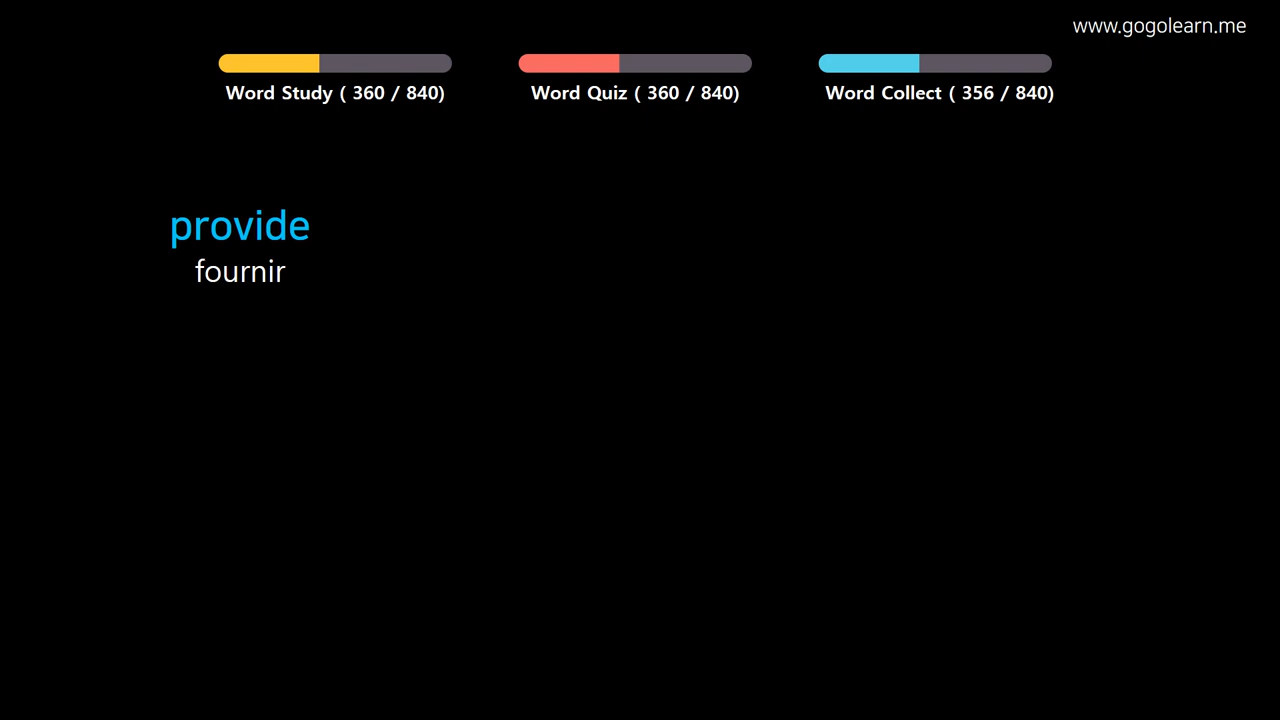 www.gogolearn.me
Word Study ( 360 / 840)
Word Quiz ( 360 / 840)
Word Collect ( 356 / 840)
provide
fournir